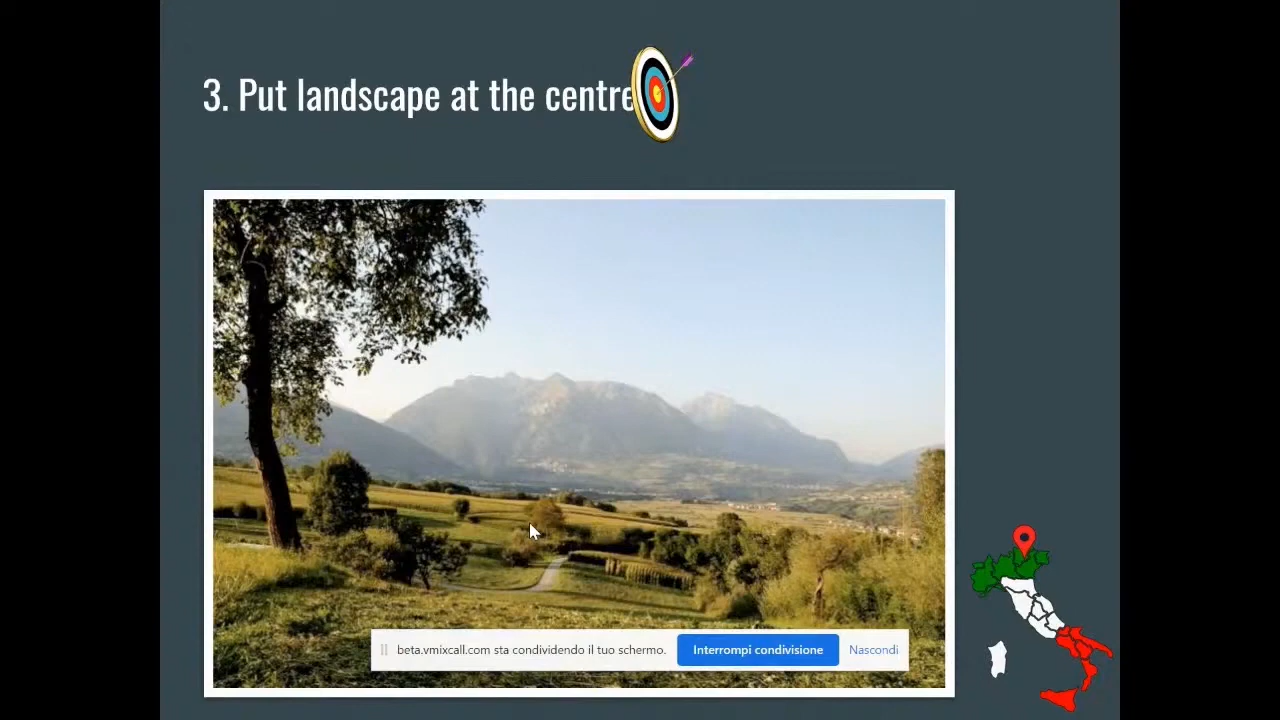 3. Put landscape at the centre
beta.vmixcall.com sta condividendo il tuo schermo. Interrompi condivisione Nascondi